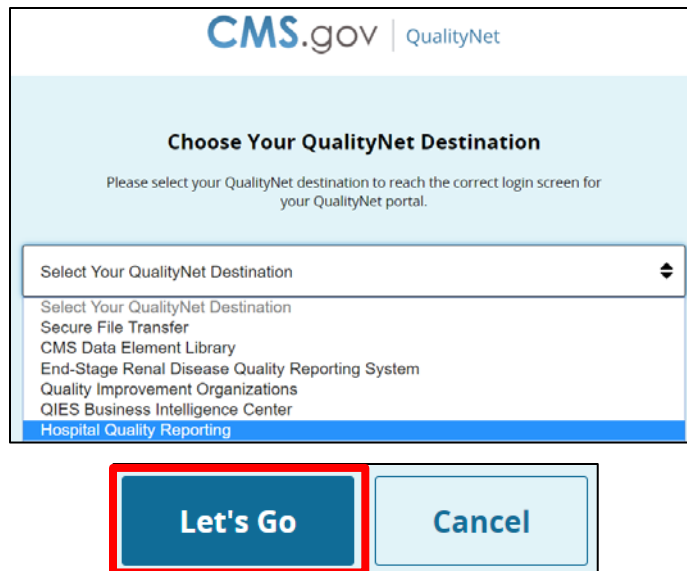 CMS.gov | QualityNet
Choose Your QualityNet Destination
Please select your QualityNet destination to reach the correct login screen for
your QualityNet portal.
Select Your QualityNet Destination
Select Your QualityNet Destination
Secure File Transfer
CMS Data Element Library
End-Stage Renal Disease Quality Reporting System
Quality Improvement Organizations
QIES Business Intelligence Center
Hospital Quality Reporting
Let's Go Cancel